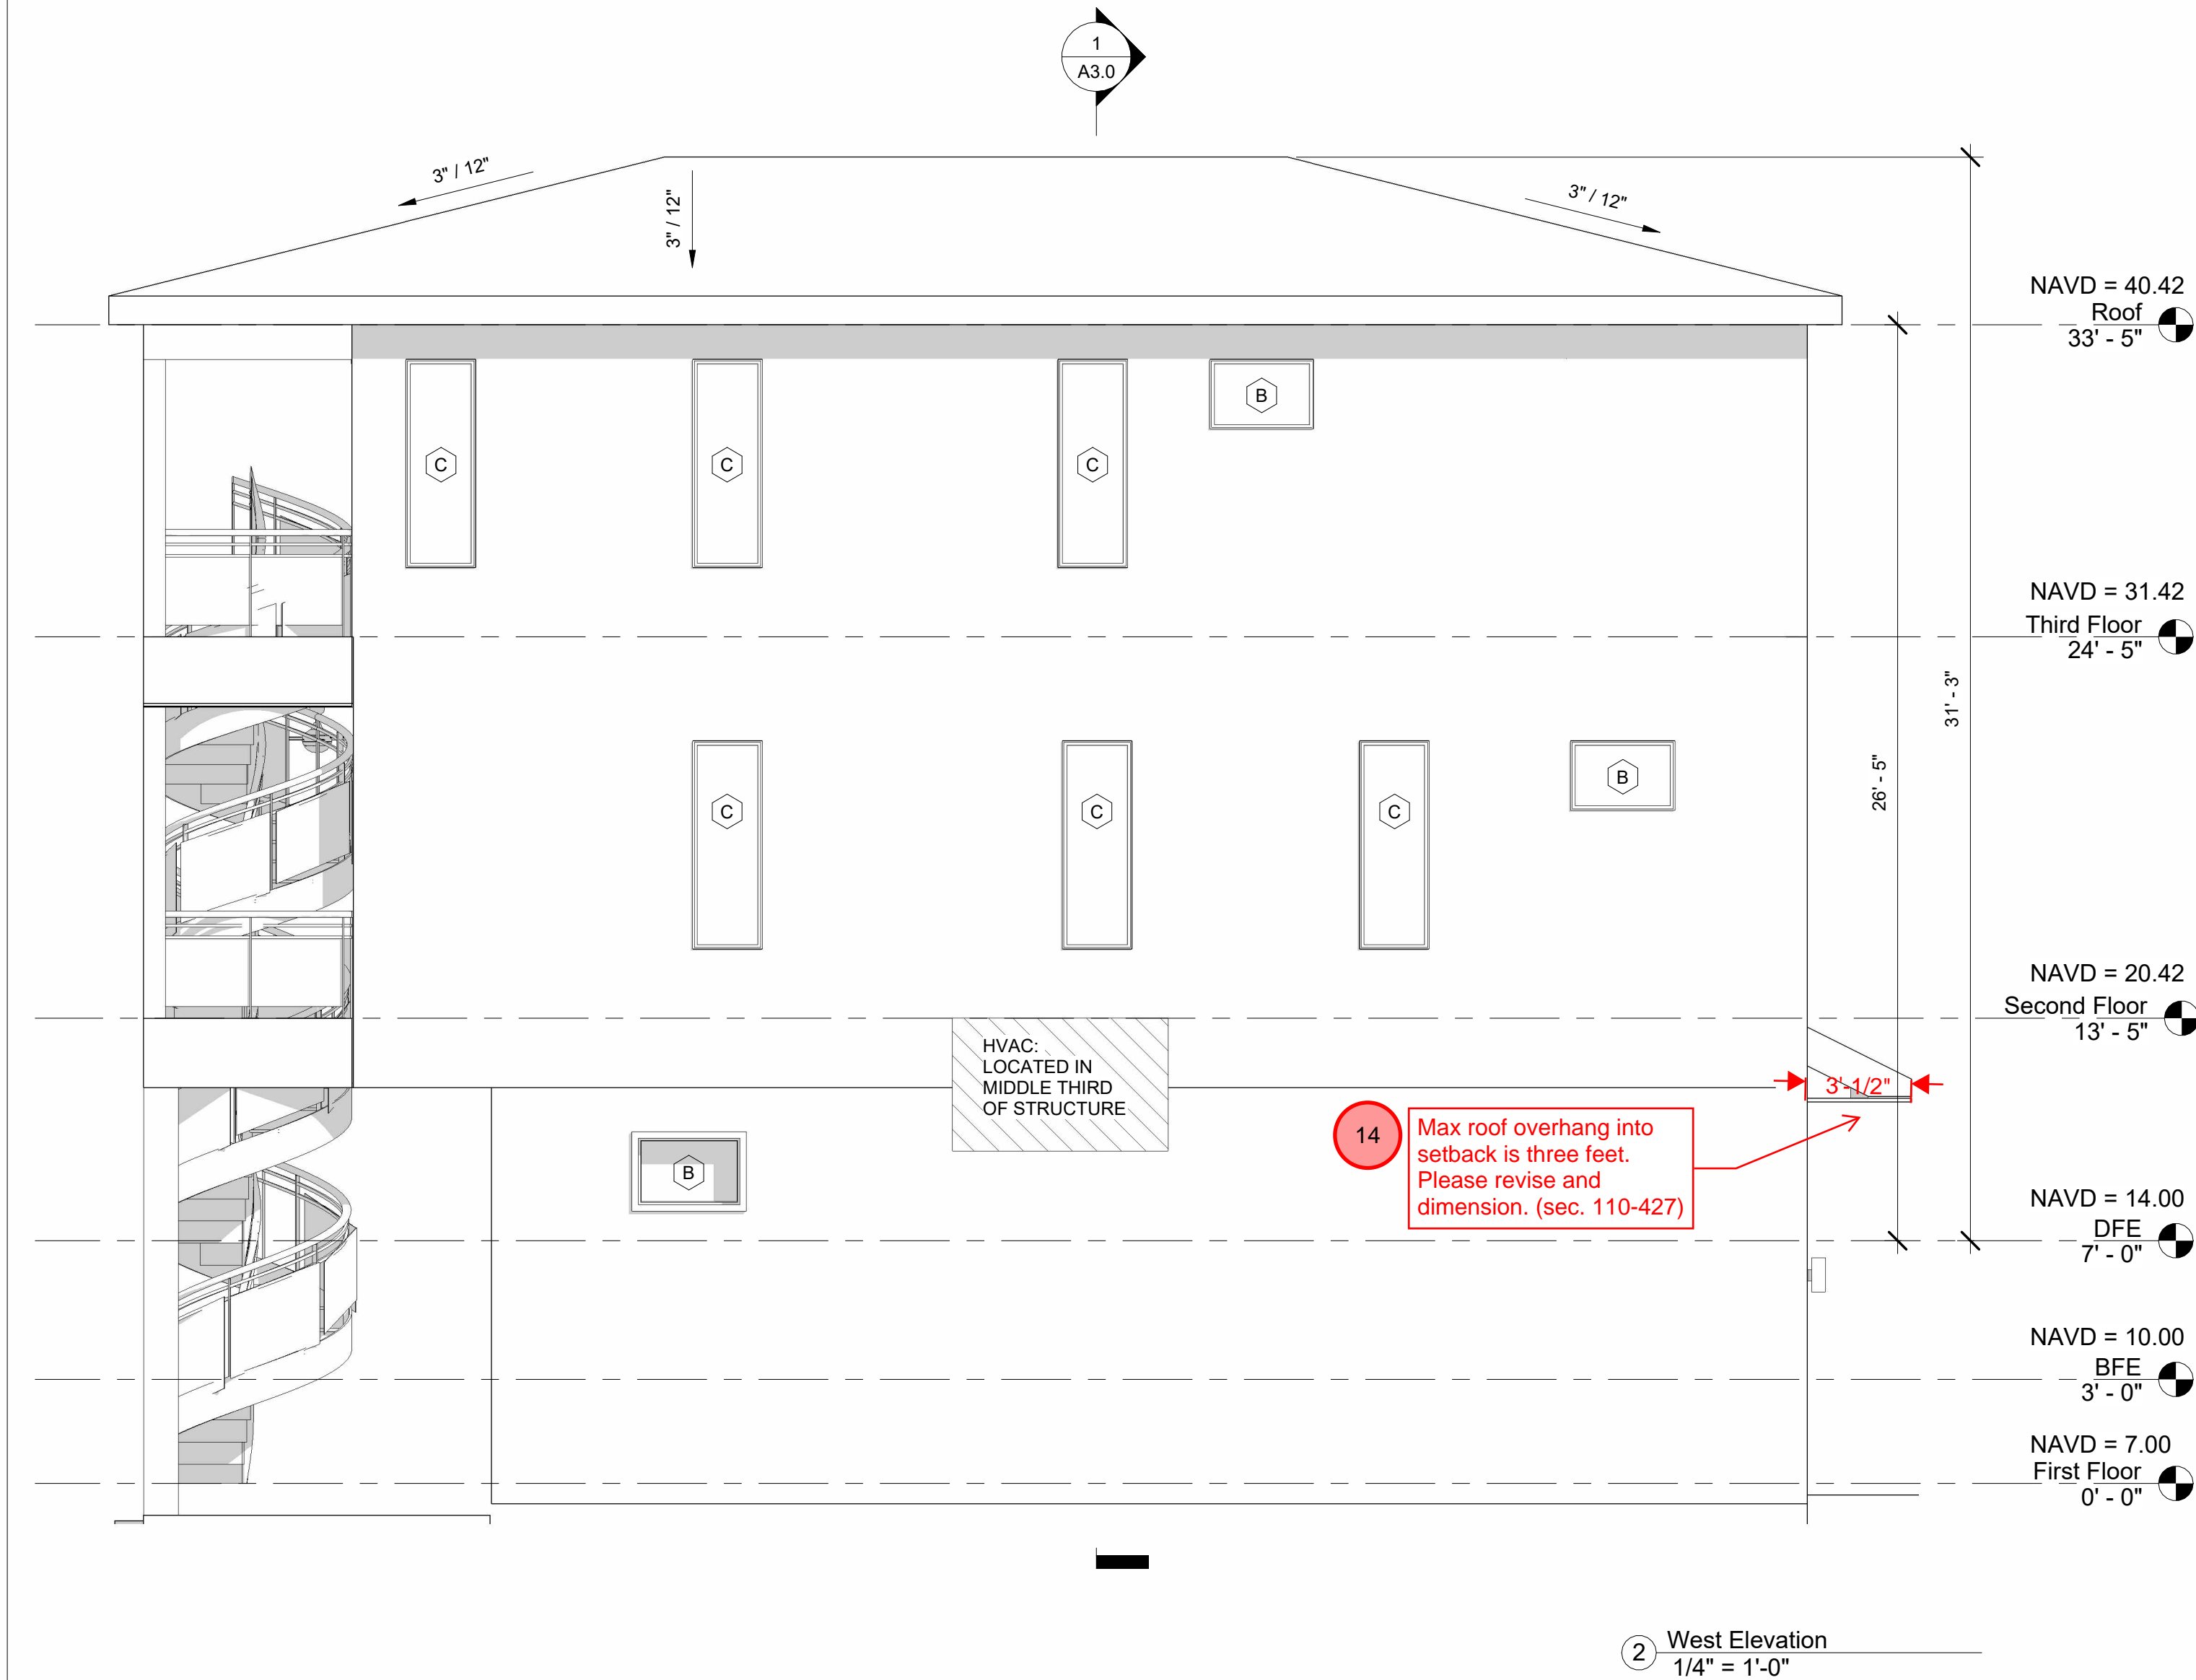 1
A3.0
3" / 12"
3" / 12"
3" / 12"
NAVD = 40.42
Roof
33' - 5"
B
C
C
C
NAVD = 31.42
Third Floor
24' - 5"
31' - 3"
26' - 5"
B
C
C
C
NAVD = 20.42
Second Floor
13' - 5"
HVAC:
LOCATED IN
MIDDLE THIRD
OF STRUCTURE
3'-1/2"
14
Max roof overhang into
setback is three feet.
Please revise and
dimension. (sec. 110-427)
B
NAVD = 14.00
DFE
7' - 0"
NAVD = 10.00
BFE
3' - 0"
NAVD = 7.00
First Floor
0' - 0"
2
West Elevation
1/4" = 1'-0"